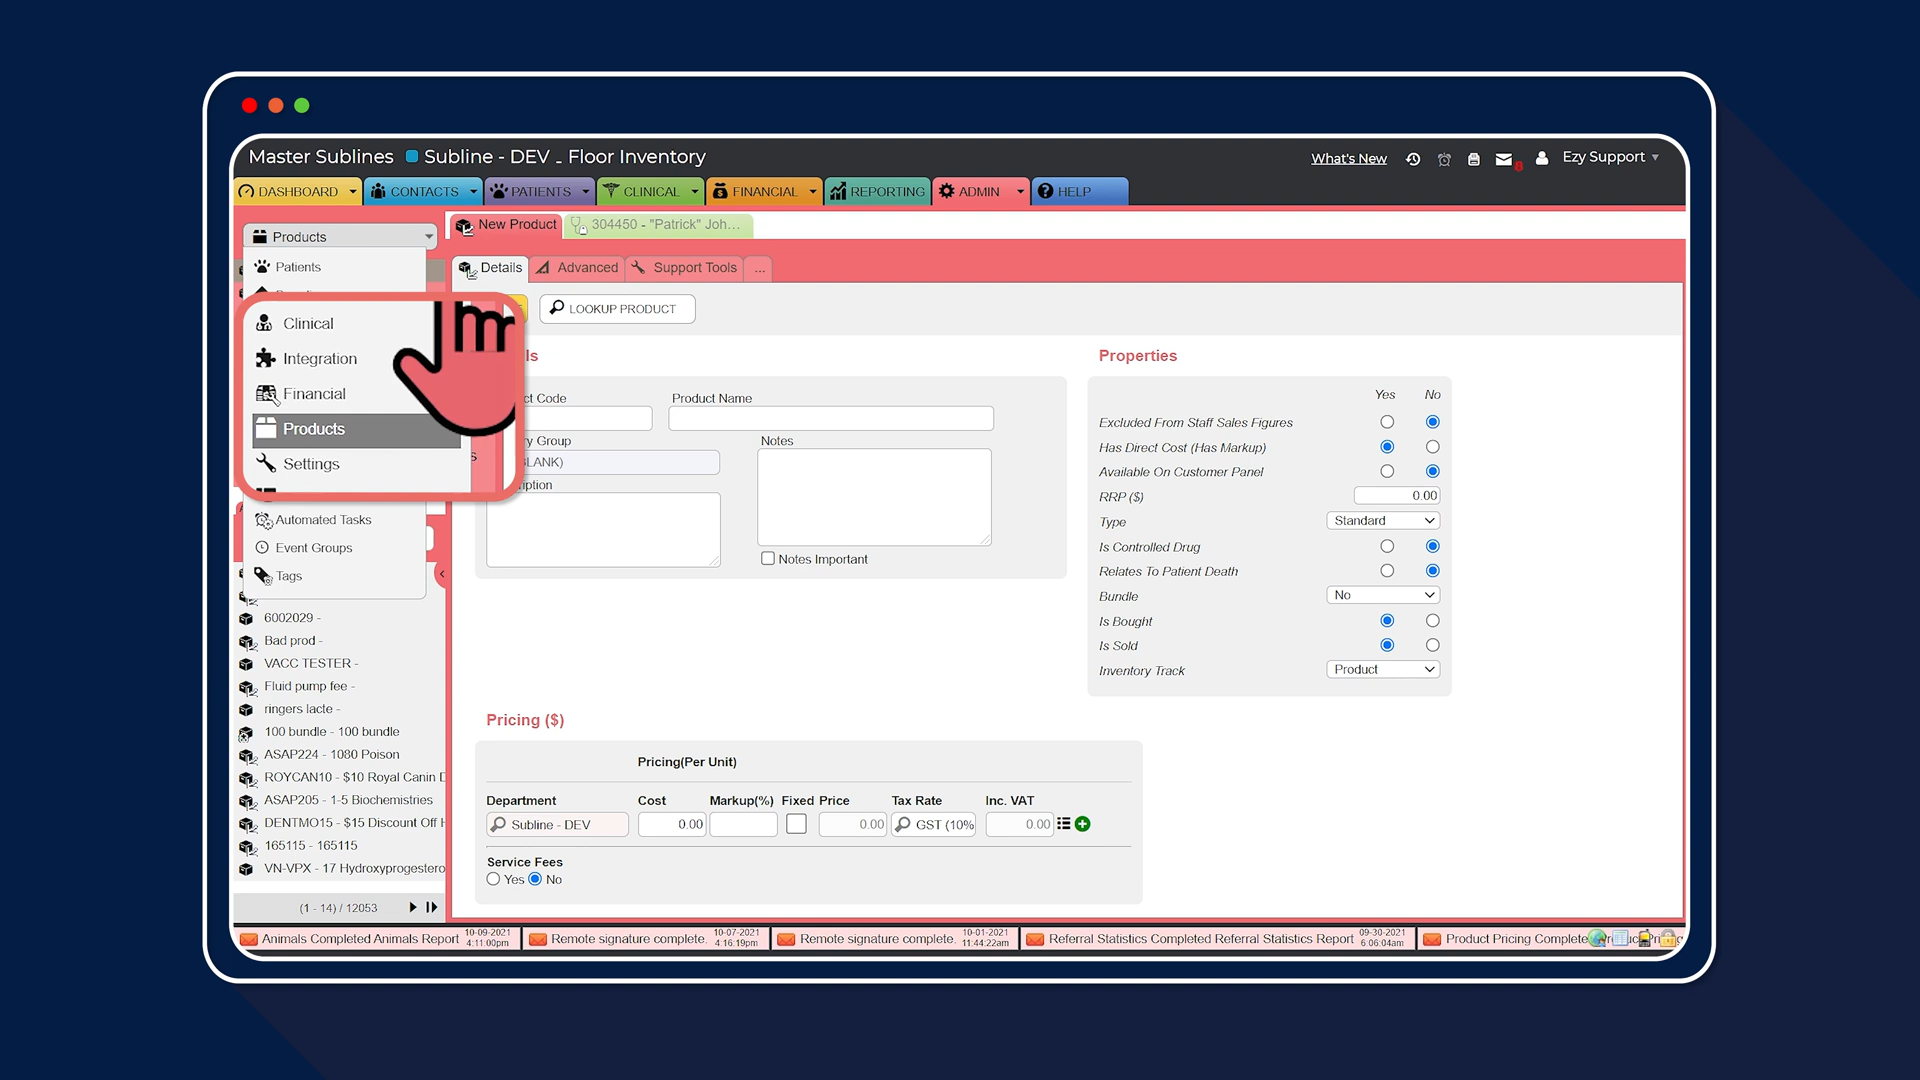 Master Sublines Subline - DEV - Floor Inventory
What's New 8 Ezy Support
DASHBOARD CONTACTS PATIENTS CLINICAL FINANCIAL REPORTING ADMIN HELP
Products
New Product 304450 - "Patrick" Joh...
Patients
Details Advanced Support Tools ...
LOOKUP PRODUCT
Clinical
Integration
Financial
Products
Settings
Automated Tasks
Event Groups
Tags
6002029 -
Bad prod -
VACC TESTER -
Fluid pump fee -
ringers lacte -
100 bundle - 100 bundle
ASAP224 - 1080 Poison
ROYCAN10 - $10 Royal Canin D
ASAP205 - 1-5 Biochemistries
DENTMO15 - $15 Discount Off H
165115 - 165115
VN-VPX - 17 Hydroxyprogestero
(1 - 14) / 12053
ls
ct Code Product Name
ry Group Notes
LANK)
iption
Notes Important
Properties
Yes No
Excluded From Staff Sales Figures
Has Direct Cost (Has Markup)
Available On Customer Panel
RRP ($) 0.00
Type Standard
Is Controlled Drug
Relates To Patient Death
Bundle No
Is Bought
Is Sold
Inventory Track Product
Pricing ($)
Pricing(Per Unit)
Department Cost Markup(%) Fixed Price Tax Rate Inc. VAT
Subline - DEV 0.00 0.00 GST (10% 0.00
Service Fees
Yes No
Animals Completed Animals Report 10-09-2021 4:11:00pm
Remote signature complete. 10-07-2021 4:16:19pm
Remote signature complete. 10-01-2021 11:44:22am
Referral Statistics Completed Referral Statistics Report 09-30-2021 6:06:04am
Product Pricing Complete